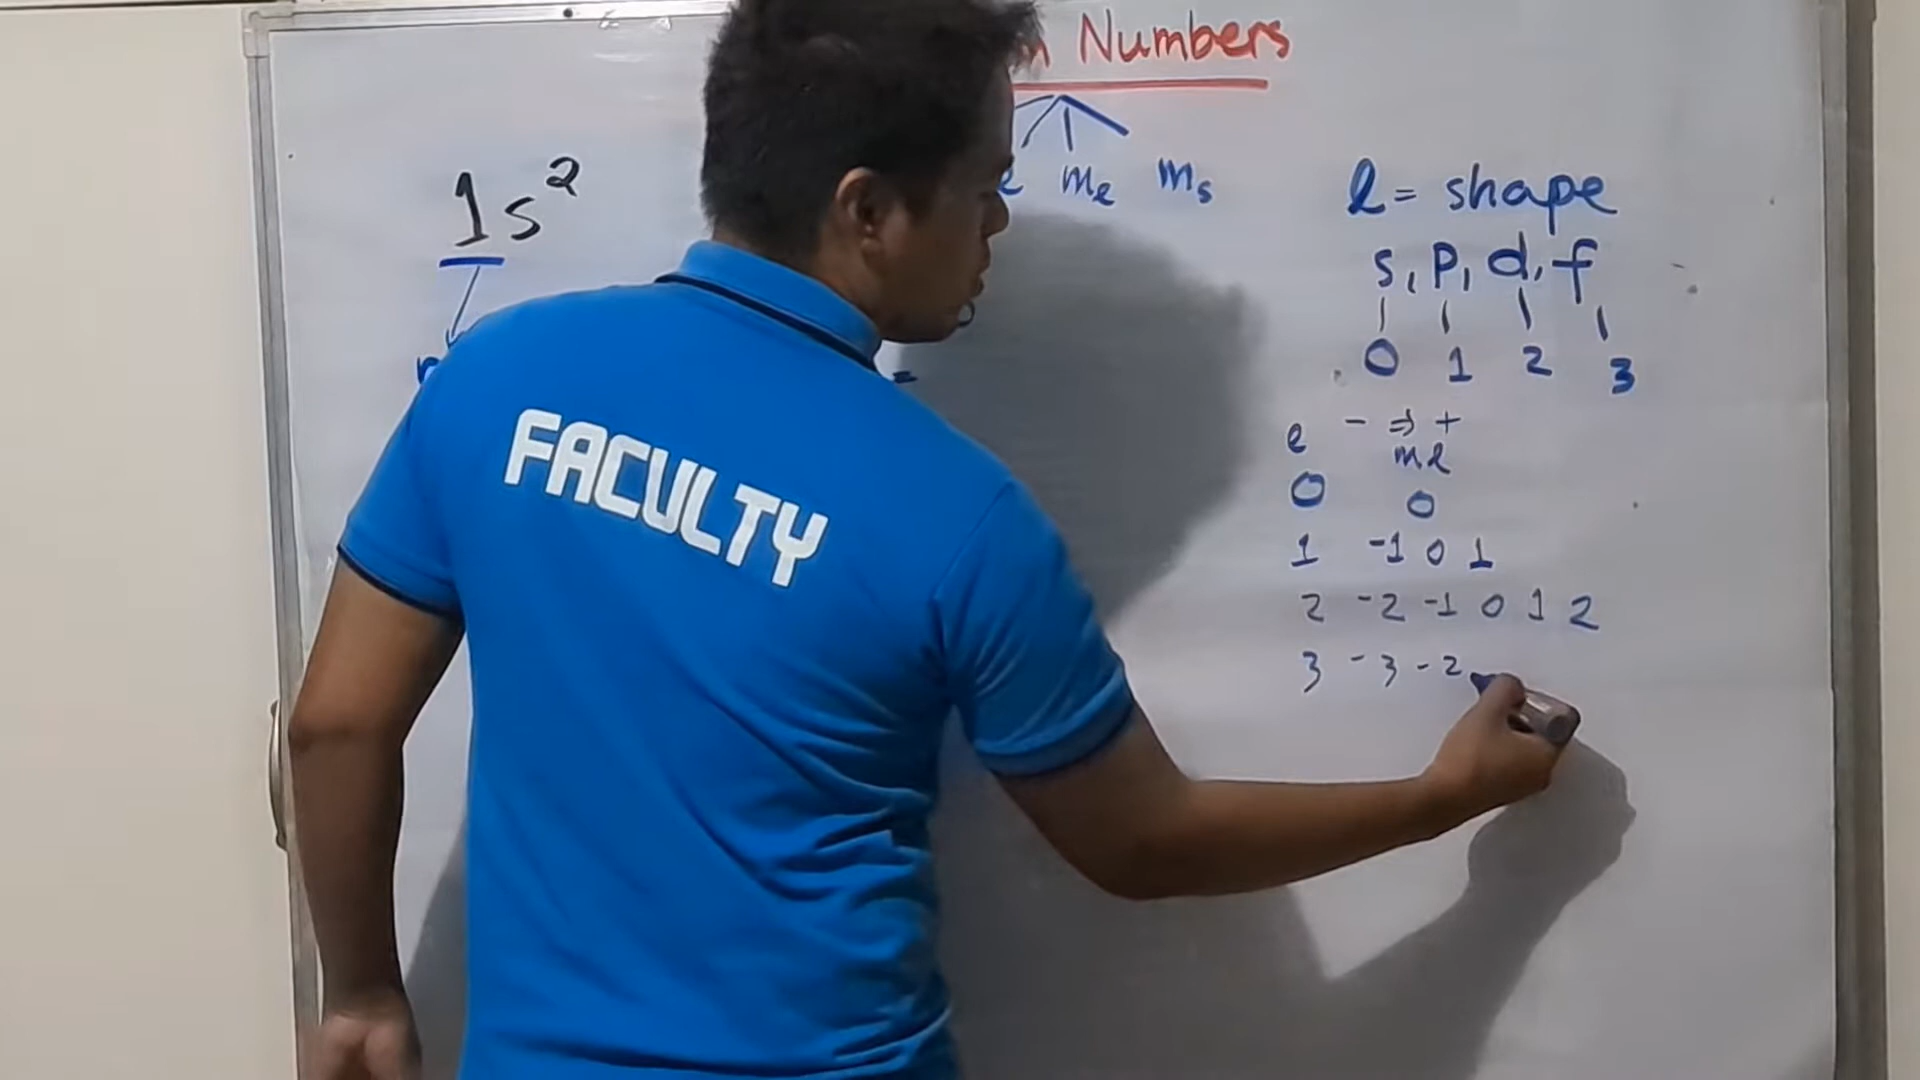 Numbers
mℓ ms
1s²
ℓ = shape
s, p, d, f
0 1 2 3
- ⇒ +
ℓ mℓ
0 0
1 -1 0 1
2 -2 -1 0 1 2
3 -3 -2
FACULTY